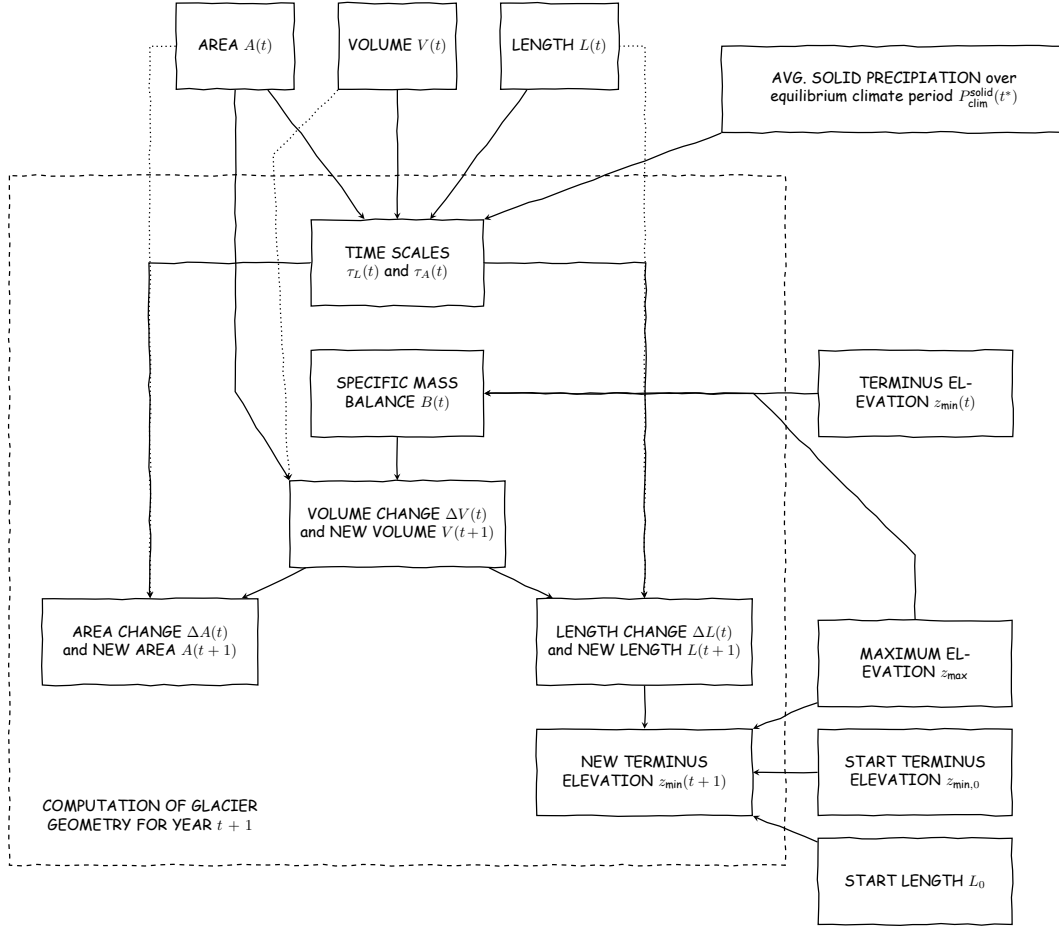 AREA A(t)
VOLUME V(t)
LENGTH L(t)
AVG. SOLID PRECIPIATION over
equilibrium climate period P^solid_clim(t*)
TIME SCALES
τ_L(t) and τ_A(t)
SPECIFIC MASS
BALANCE B(t)
TERMINUS EL-
EVATION z_min(t)
VOLUME CHANGE ΔV(t)
and NEW VOLUME V(t+1)
AREA CHANGE ΔA(t)
and NEW AREA A(t+1)
LENGTH CHANGE ΔL(t)
and NEW LENGTH L(t+1)
MAXIMUM EL-
EVATION z_max
NEW TERMINUS
ELEVATION z_min(t+1)
START TERMINUS
ELEVATION z_min,0
COMPUTATION OF GLACIER
GEOMETRY FOR YEAR t + 1
START LENGTH L_0